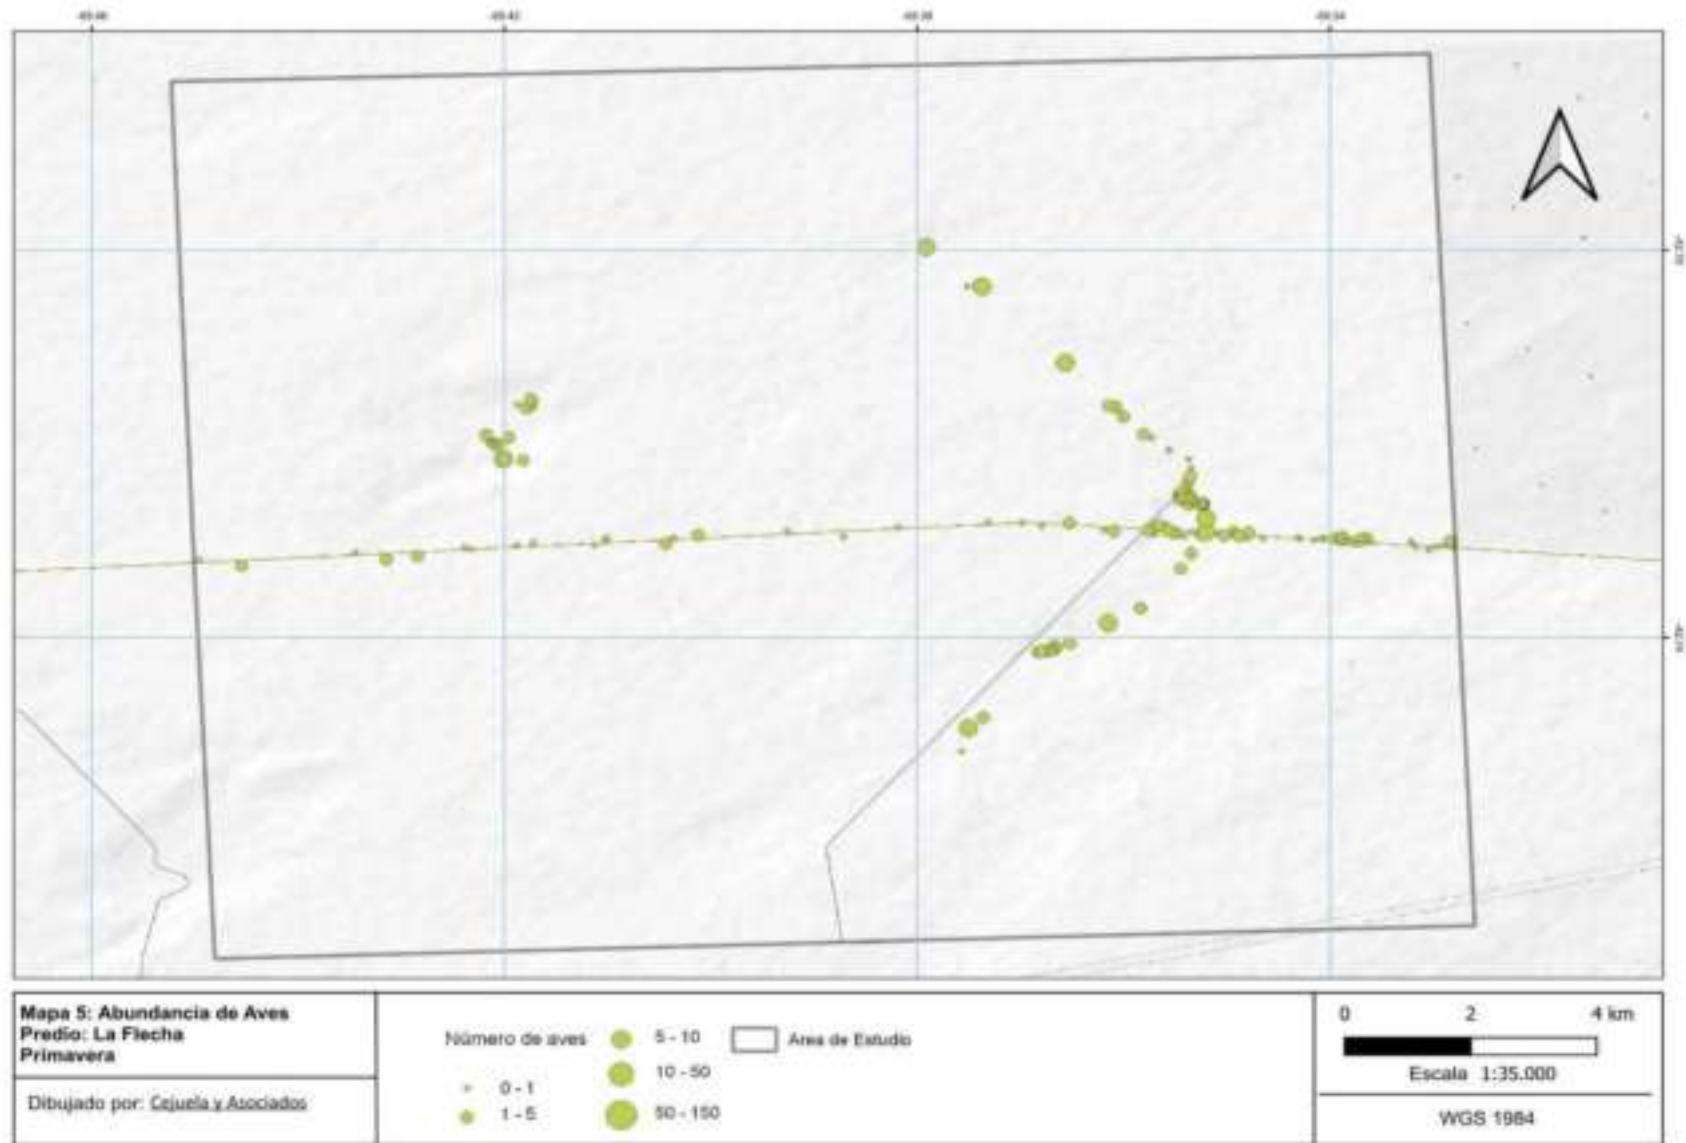 Mapa 5: Abundancia de Aves
Predio: La Flecha
Primavera
Dibujado por: Cejuela y Asociados
Número de aves
0 - 1
1 - 5
5 - 10
10 - 50
50 - 150
Area de Estudio
0 2 4 km
Escala 1:35.000
WGS 1984